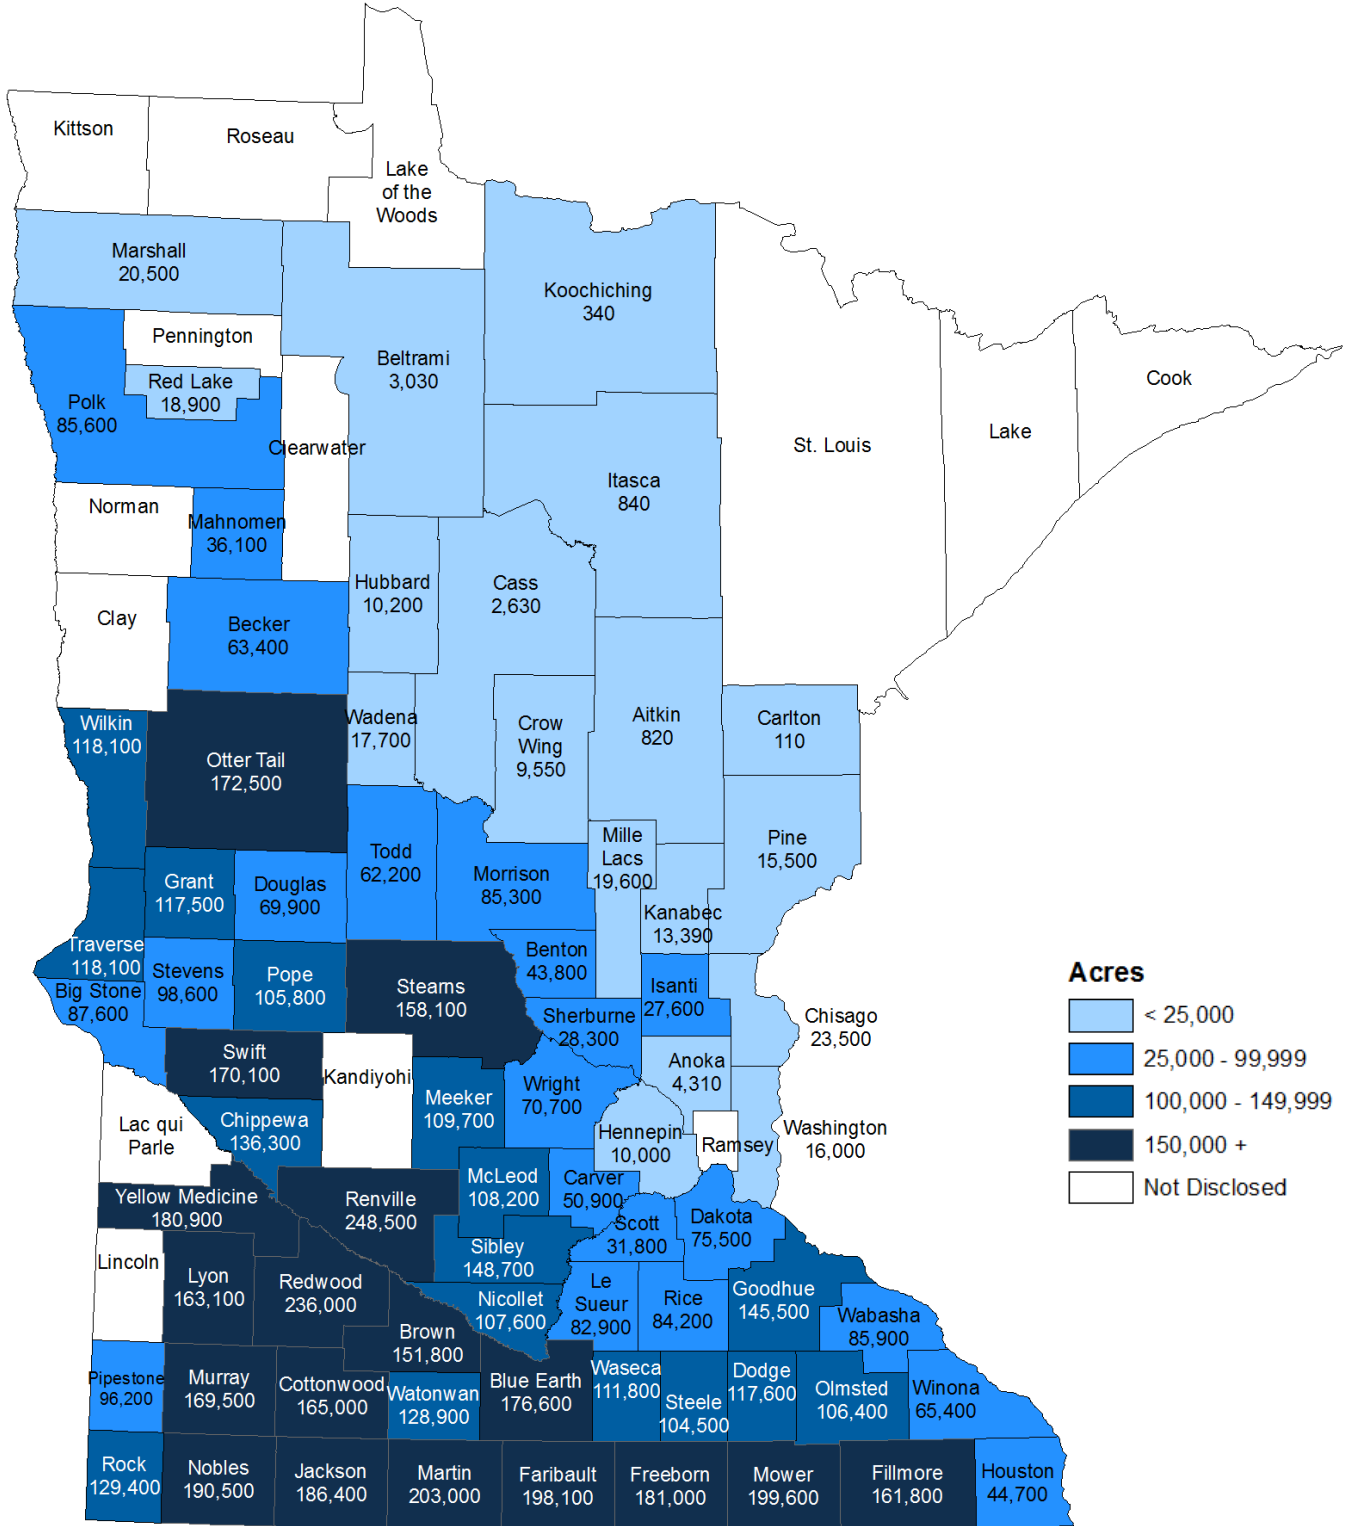 Kittson
Roseau
Lake
of the
Woods
Marshall
20,500
Koochiching
340
Pennington
Beltrami
3,030
Red Lake
18,900
Polk
85,600
Cook
Lake
St. Louis
Clearwater
Itasca
840
Norman
Mahnomen
36,100
Hubbard
10,200
Cass
2,630
Clay
Becker
63,400
Wilkin
118,100
Otter Tail
172,500
Wadena
17,700
Crow
Wing
9,550
Aitkin
820
Carlton
110
Mille
Lacs
19,600
Pine
15,500
Todd
62,200
Morrison
85,300
Grant
117,500
Douglas
69,900
Kanabec
13,390
Traverse
118,100
Stevens
98,600
Pope
105,800
Stearns
158,100
Benton
43,800
Isanti
27,600
Big Stone
87,600
Sherburne
28,300
Chisago
23,500
Swift
170,100
Kandiyohi
Anoka
4,310
Meeker
109,700
Wright
70,700
Lac qui
Parle
Chippewa
136,300
Hennepin
10,000
Ramsey
Washington
16,000
Yellow Medicine
180,900
Renville
248,500
McLeod
108,200
Carver
50,900
Scott
31,800
Dakota
75,500
Lincoln
Lyon
163,100
Redwood
236,000
Sibley
148,700
Nicollet
107,600
Le
Sueur
82,900
Rice
84,200
Goodhue
145,500
Wabasha
85,900
Brown
151,800
Pipestone
96,200
Murray
169,500
Cottonwood
165,000
Watonwan
128,900
Blue Earth
176,600
Waseca
111,800
Steele
104,500
Dodge
117,600
Olmsted
106,400
Winona
65,400
Rock
129,400
Nobles
190,500
Jackson
186,400
Martin
203,000
Faribault
198,100
Freeborn
181,000
Mower
199,600
Fillmore
161,800
Houston
44,700
Acres
< 25,000
25,000 - 99,999
100,000 - 149,999
150,000 +
Not Disclosed